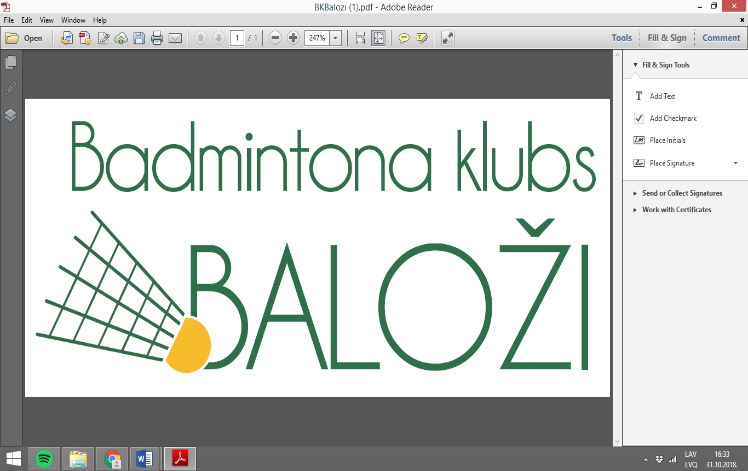 BKBalozi (1).pdf - Adobe Reader
File Edit View Window Help
Open 1 / 1 247% Tools Fill & Sign Comment
Badmintona klubs
BALOŽI
Fill & Sign Tools
Add Text
Add Checkmark
Place Initials
Place Signature
Send or Collect Signatures
Work with Certificates
LAV 16:33
LVQ 31.10.2018.